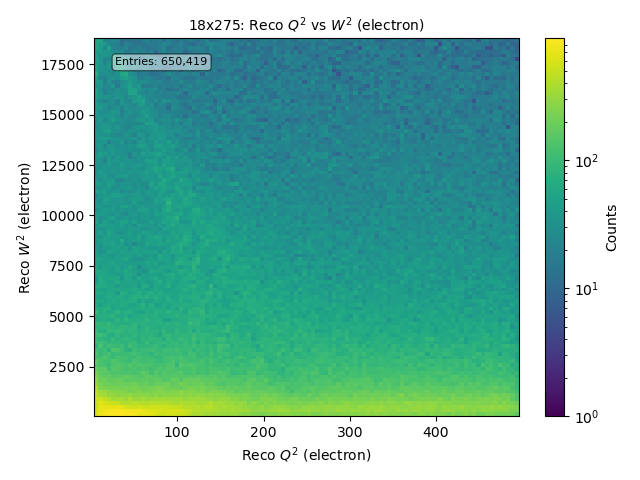 18x275: Reco Q² vs W² (electron)
Entries: 650,419
Reco W² (electron)
17500
15000
12500
10000
7500
5000
2500
100
200
300
400
Reco Q² (electron)
10²
10¹
10⁰
Counts